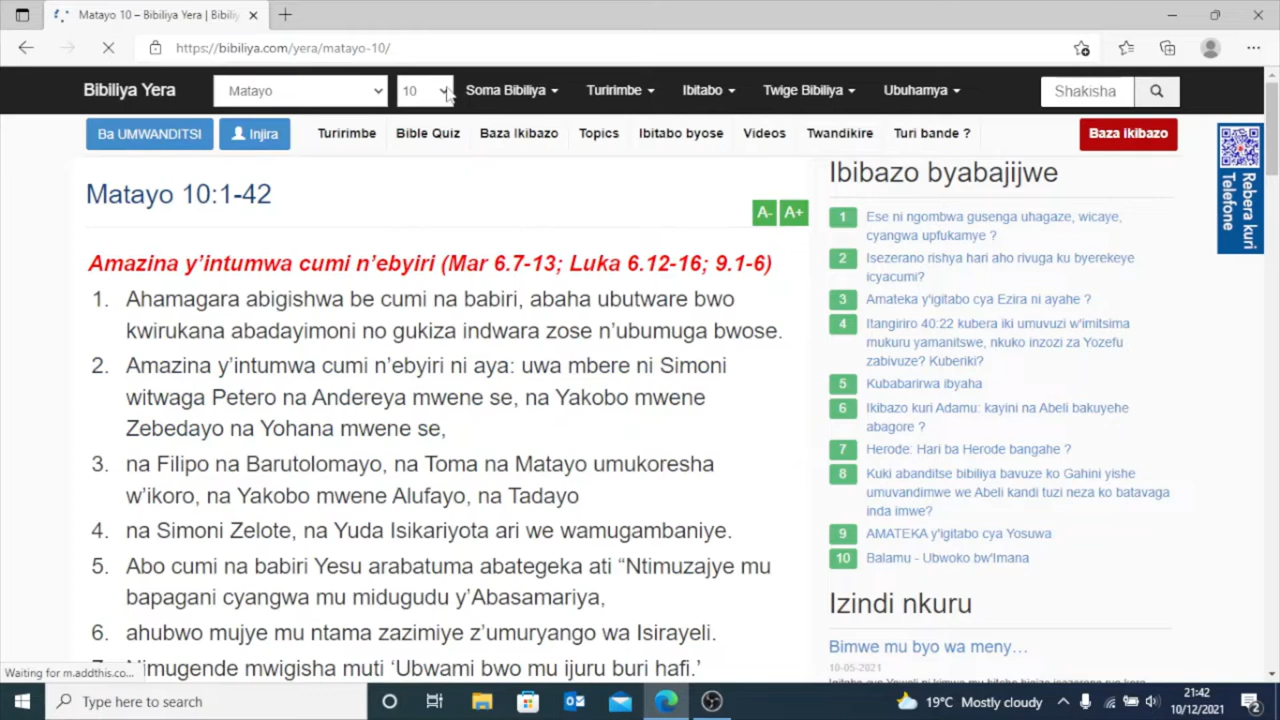 Matayo 10 – Bibiliya Yera | Bibiliy
https://bibiliya.com/yera/matayo-10/
Bibiliya Yera
Matayo
10
Soma Bibiliya
Turirimbe
Ibitabo
Twige Bibiliya
Ubuhamya
Shakisha
Ba UMWANDITSI
Injira
Turirimbe
Bible Quiz
Baza Ikibazo
Topics
Ibitabo byose
Videos
Twandikire
Turi bande ?
Baza ikibazo
Rebera kuri
Telefone
Matayo 10:1-42
A-
A+
Amazina y’intumwa cumi n’ebyiri (Mar 6.7-13; Luka 6.12-16; 9.1-6)
1. Ahamagara abigishwa be cumi na babiri, abaha ubutware bwo
kwirukana abadayimoni no gukiza indwara zose n’ubumuga bwose.
2. Amazina y’intumwa cumi n’ebyiri ni aya: uwa mbere ni Simoni
witwaga Petero na Andereya mwene se, na Yakobo mwene
Zebedayo na Yohana mwene se,
3. na Filipo na Barutolomayo, na Toma na Matayo umukoresha
w’ikoro, na Yakobo mwene Alufayo, na Tadayo
4. na Simoni Zelote, na Yuda Isikariyota ari we wamugambaniye.
5. Abo cumi na babiri Yesu arabatuma abategeka ati “Ntimuzajye mu
bapagani cyangwa mu midugudu y’Abasamariya,
6. ahubwo mujye mu ntama zazimiye z’umuryango wa Isirayeli.
7. Nimugende mwigisha muti ‘Ubwami bwo mu ijuru buri hafi.’
Ibibazo byabajijwe
1 Ese ni ngombwa gusenga uhagaze, wicaye,
cyangwa upfukamye ?
2 Isezerano rishya hari aho rivuga ku byerekeye
icyacumi?
3 Amateka y'igitabo cya Ezira ni ayahe ?
4 Itangiriro 40:22 kubera iki umuvuzi w'imitsima
mukuru yamanitswe, nkuko inzozi za Yozefu
zabivuze? Kuberiki?
5 Kubabarirwa ibyaha
6 Ikibazo kuri Adamu: kayini na Abeli bakuyehe
abagore ?
7 Herode: Hari ba Herode bangahe ?
8 Kuki abanditse bibiliya bavuze ko Gahini yishe
umuvandimwe we Abeli kandi tuzi neza ko batavaga
inda imwe?
9 AMATEKA y'igitabo cya Yosuwa
10 Balamu - Ubwoko bw'Imana
Izindi nkuru
Bimwe mu byo wa meny…
10-05-2021
Waiting for m.addthis.co...
Type here to search
19°C Mostly cloudy
21:42
10/12/2021
2